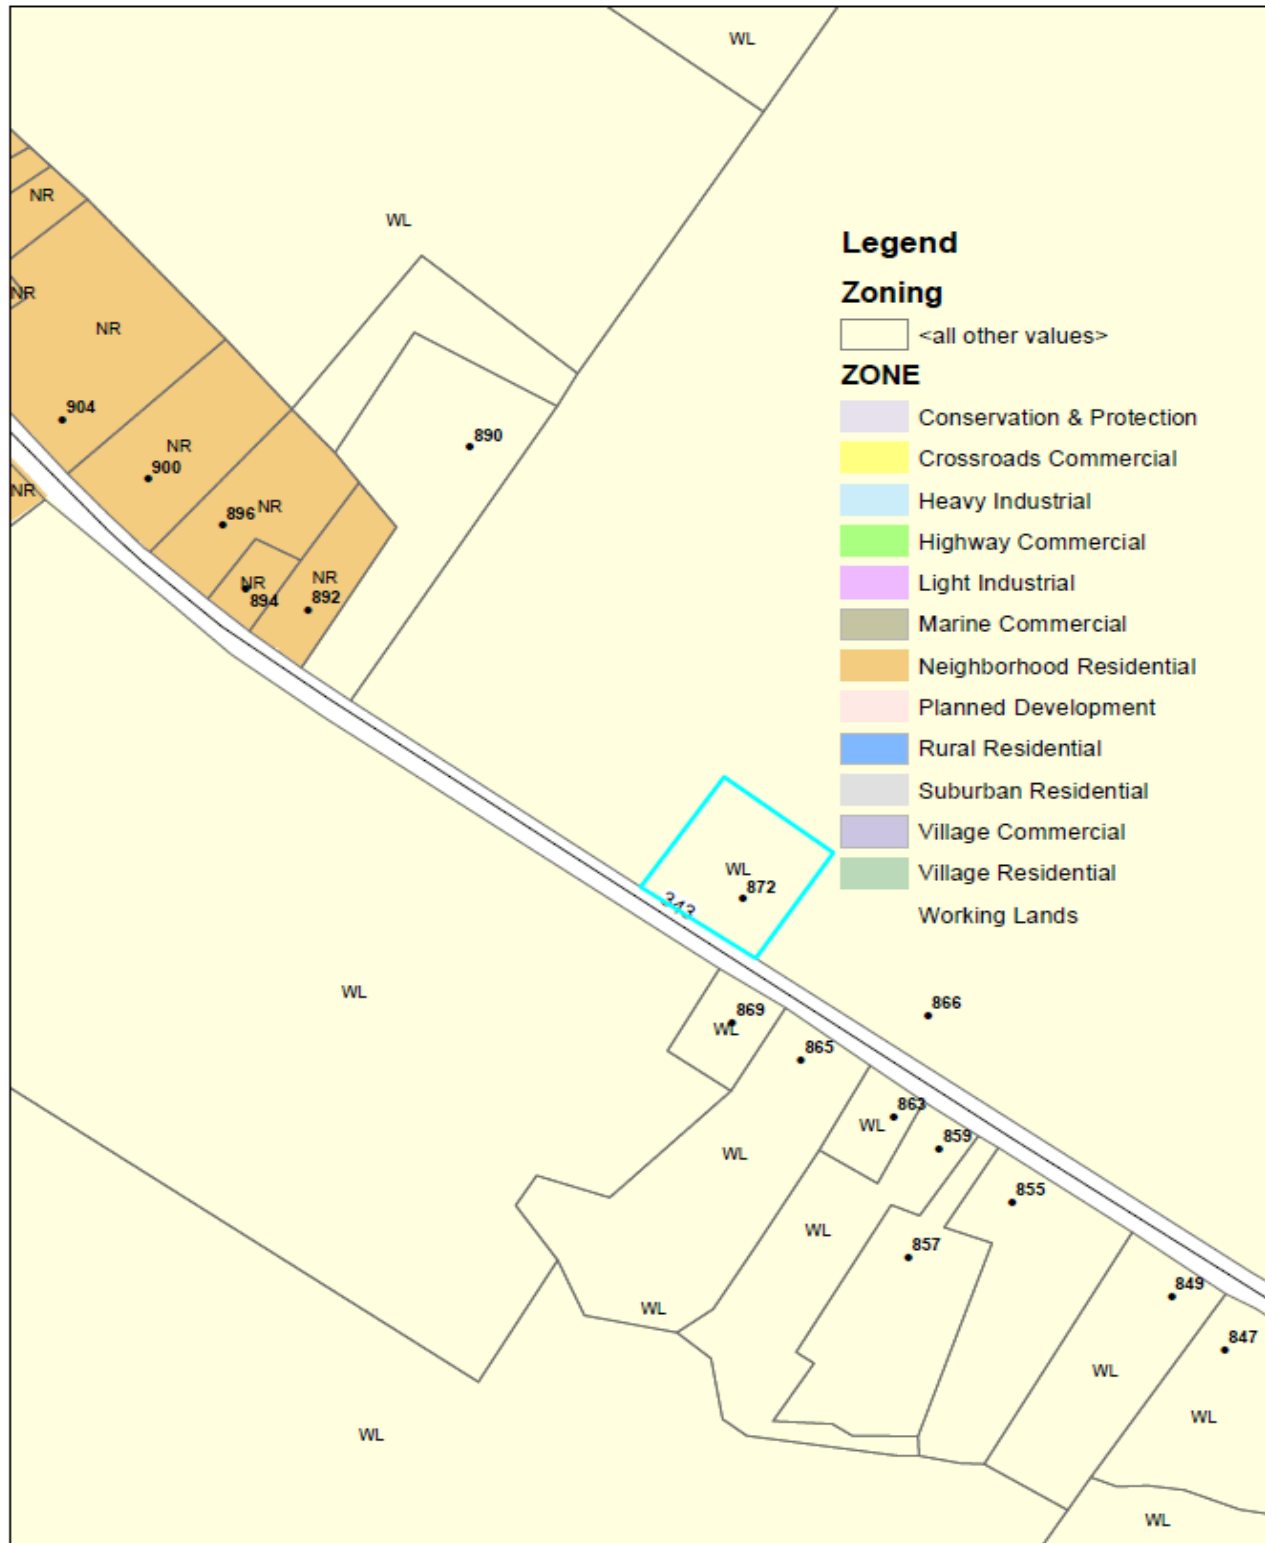 WL
NR
WL
Legend
Zoning
NR
<all other values>
NR
ZONE
904
Conservation & Protection
NR
890
Crossroads Commercial
900
NR
Heavy Industrial
896 NR
Highway Commercial
NR
NR
Light Industrial
894
892
Marine Commercial
Neighborhood Residential
Planned Development
Rural Residential
Suburban Residential
Village Commercial
WL
Village Residential
872
343
Working Lands
WL
869
866
WL
865
863
WL
859
WL
855
WL
857
WL
849
847
WL
WL
WL
WL